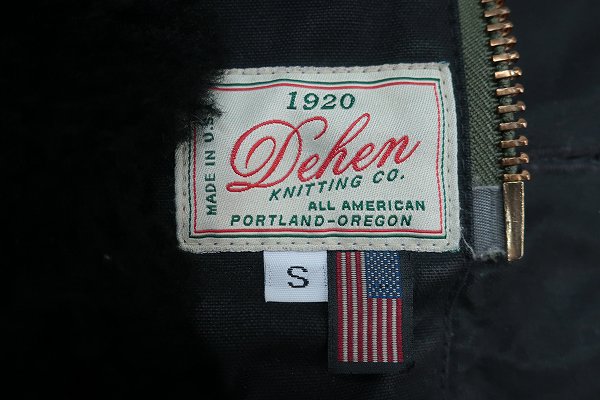 1920
Dehen
KNITTING CO.
ALL AMERICAN
PORTLAND-OREGON
MADE IN U.S.
S